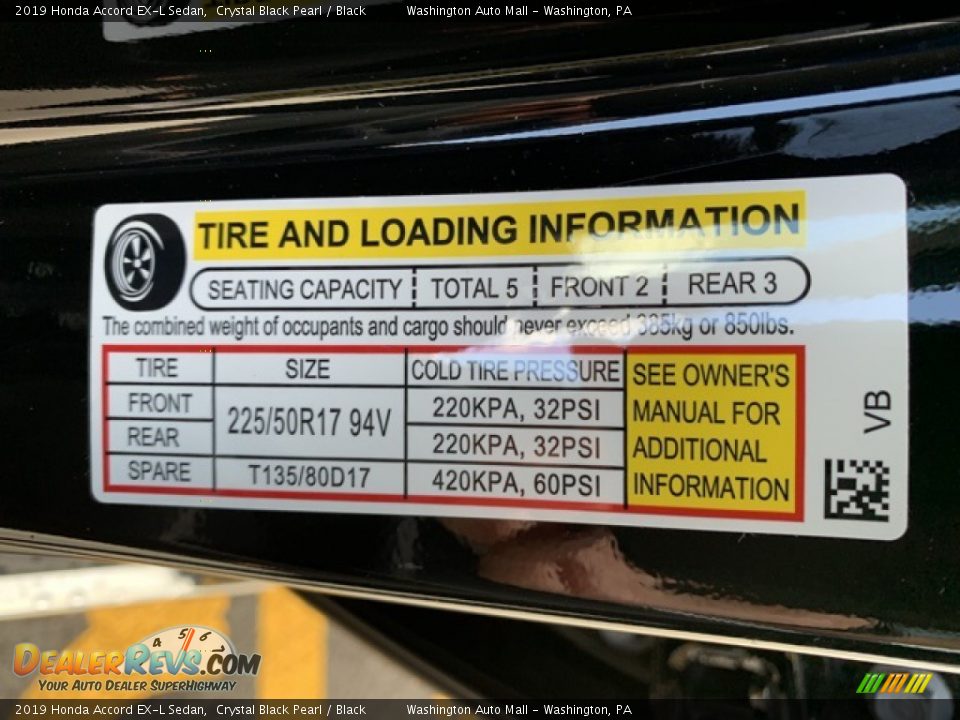 2019 Honda Accord EX-L Sedan, Crystal Black Pearl / Black Washington Auto Mall - Washington, PA
TIRE AND LOADING INFORMATION
SEATING CAPACITY TOTAL 5 FRONT 2 REAR 3
The combined weight of occupants and cargo should never exceed 385kg or 850lbs.
TIRE SIZE COLD TIRE PRESSURE
FRONT 225/50R17 94V 220KPA, 32PSI
REAR 220KPA, 32PSI
SPARE T135/80D17 420KPA, 60PSI
SEE OWNER'S
MANUAL FOR
ADDITIONAL
INFORMATION
VB
4 5 6
DEALERREVS.COM
YOUR AUTO DEALER SUPERHIGHWAY
2019 Honda Accord EX-L Sedan, Crystal Black Pearl / Black Washington Auto Mall - Washington, PA